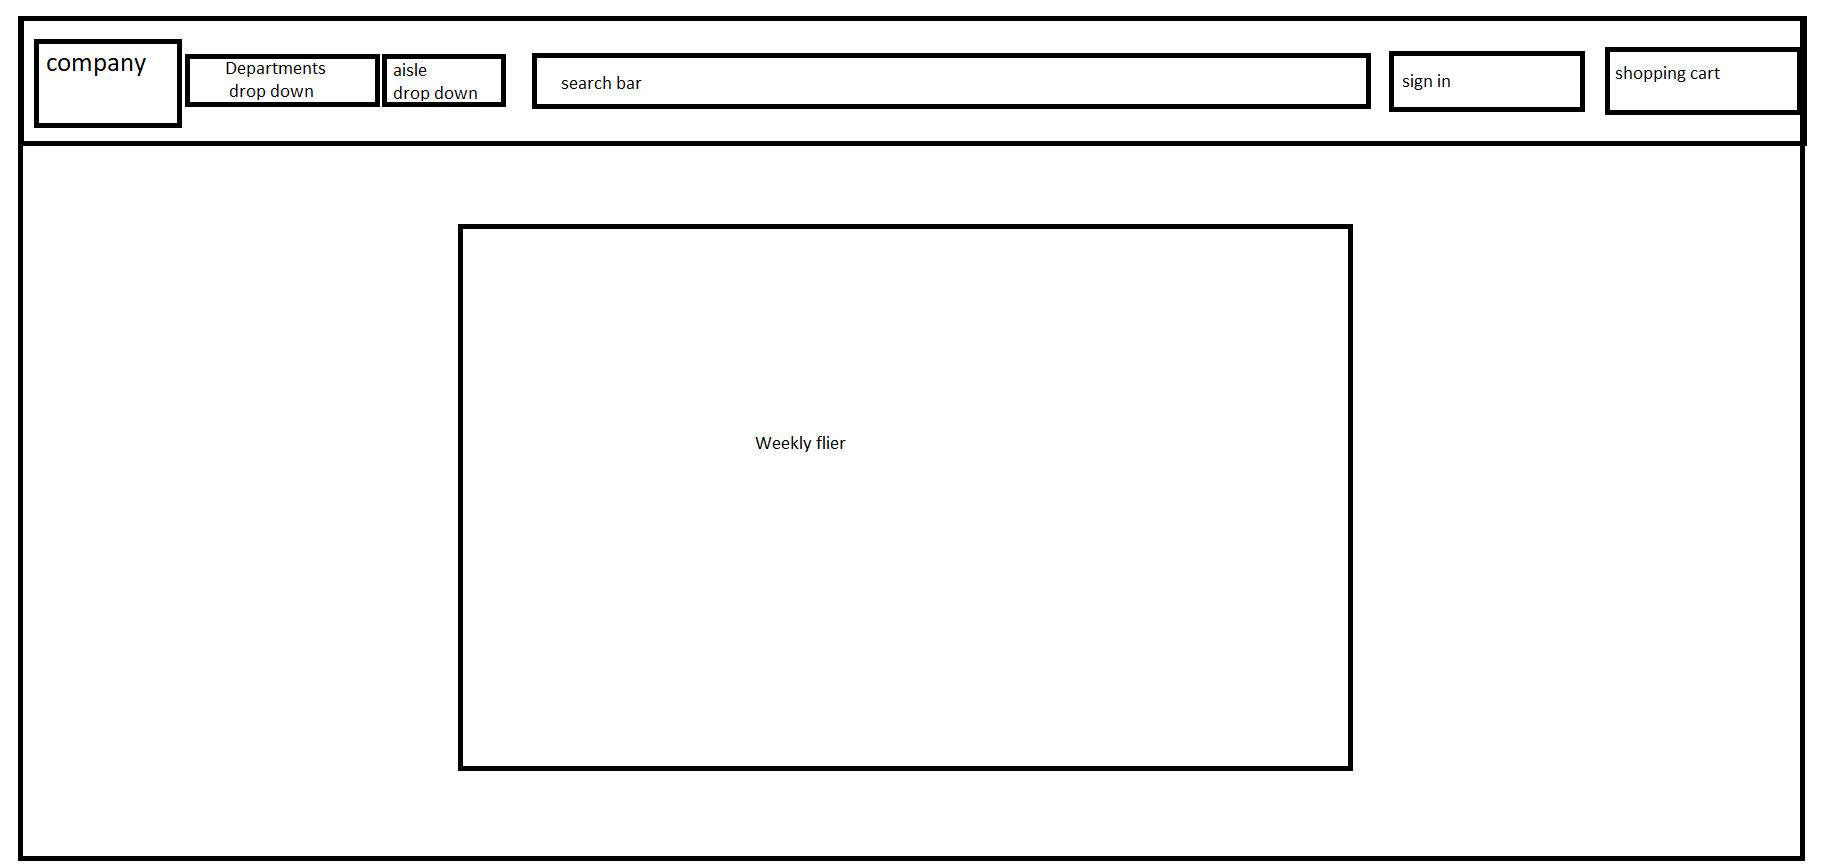 company
Departments
drop down
aisle
drop down
search bar
sign in
shopping cart
Weekly flier